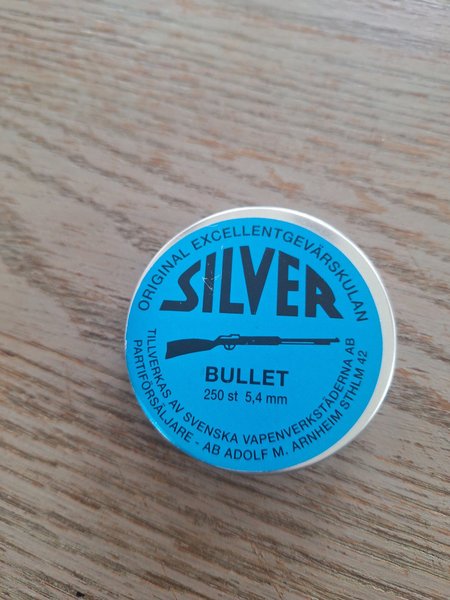 ORIGINAL EXCELLENTGEVÄRSKULAN
SILVER
BULLET
250 st 5,4 mm
TILLVERKAS AV SVENSKA VAPENVERKSTÄDERNA AB
PARTIFÖRSÄLJARE - AB ADOLF M. ARNHEIM STHLM 42